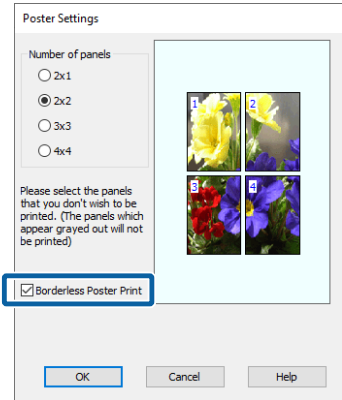 Poster Settings
Number of panels
2x1
2x2
3x3
4x4
Please select the panels
that you don't wish to be
printed. (The panels which
appear grayed out will not
be printed)
1 2
3 4
Borderless Poster Print
OK Cancel Help